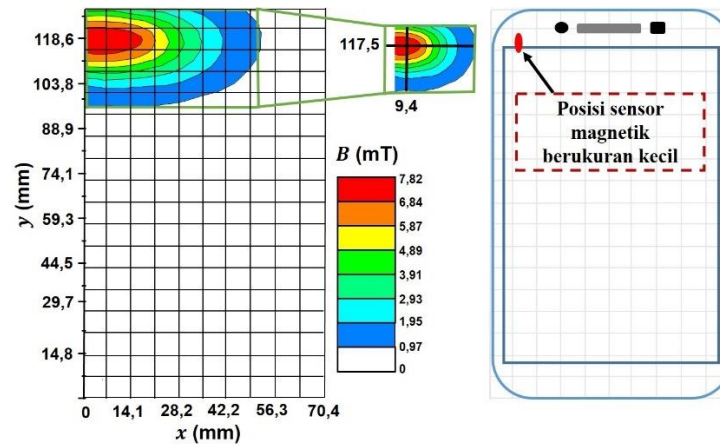 118,6
103,8
88,9
74,1
59,3
44,5
29,7
14,8
y (mm)
0 14,1 28,2 42,2 56,3 70,4
x (mm)
117,5
9,4
B (mT)
7,82
6,84
5,87
4,89
3,91
2,93
1,95
0,97
0
Posisi sensor
magnetik
berukuran kecil